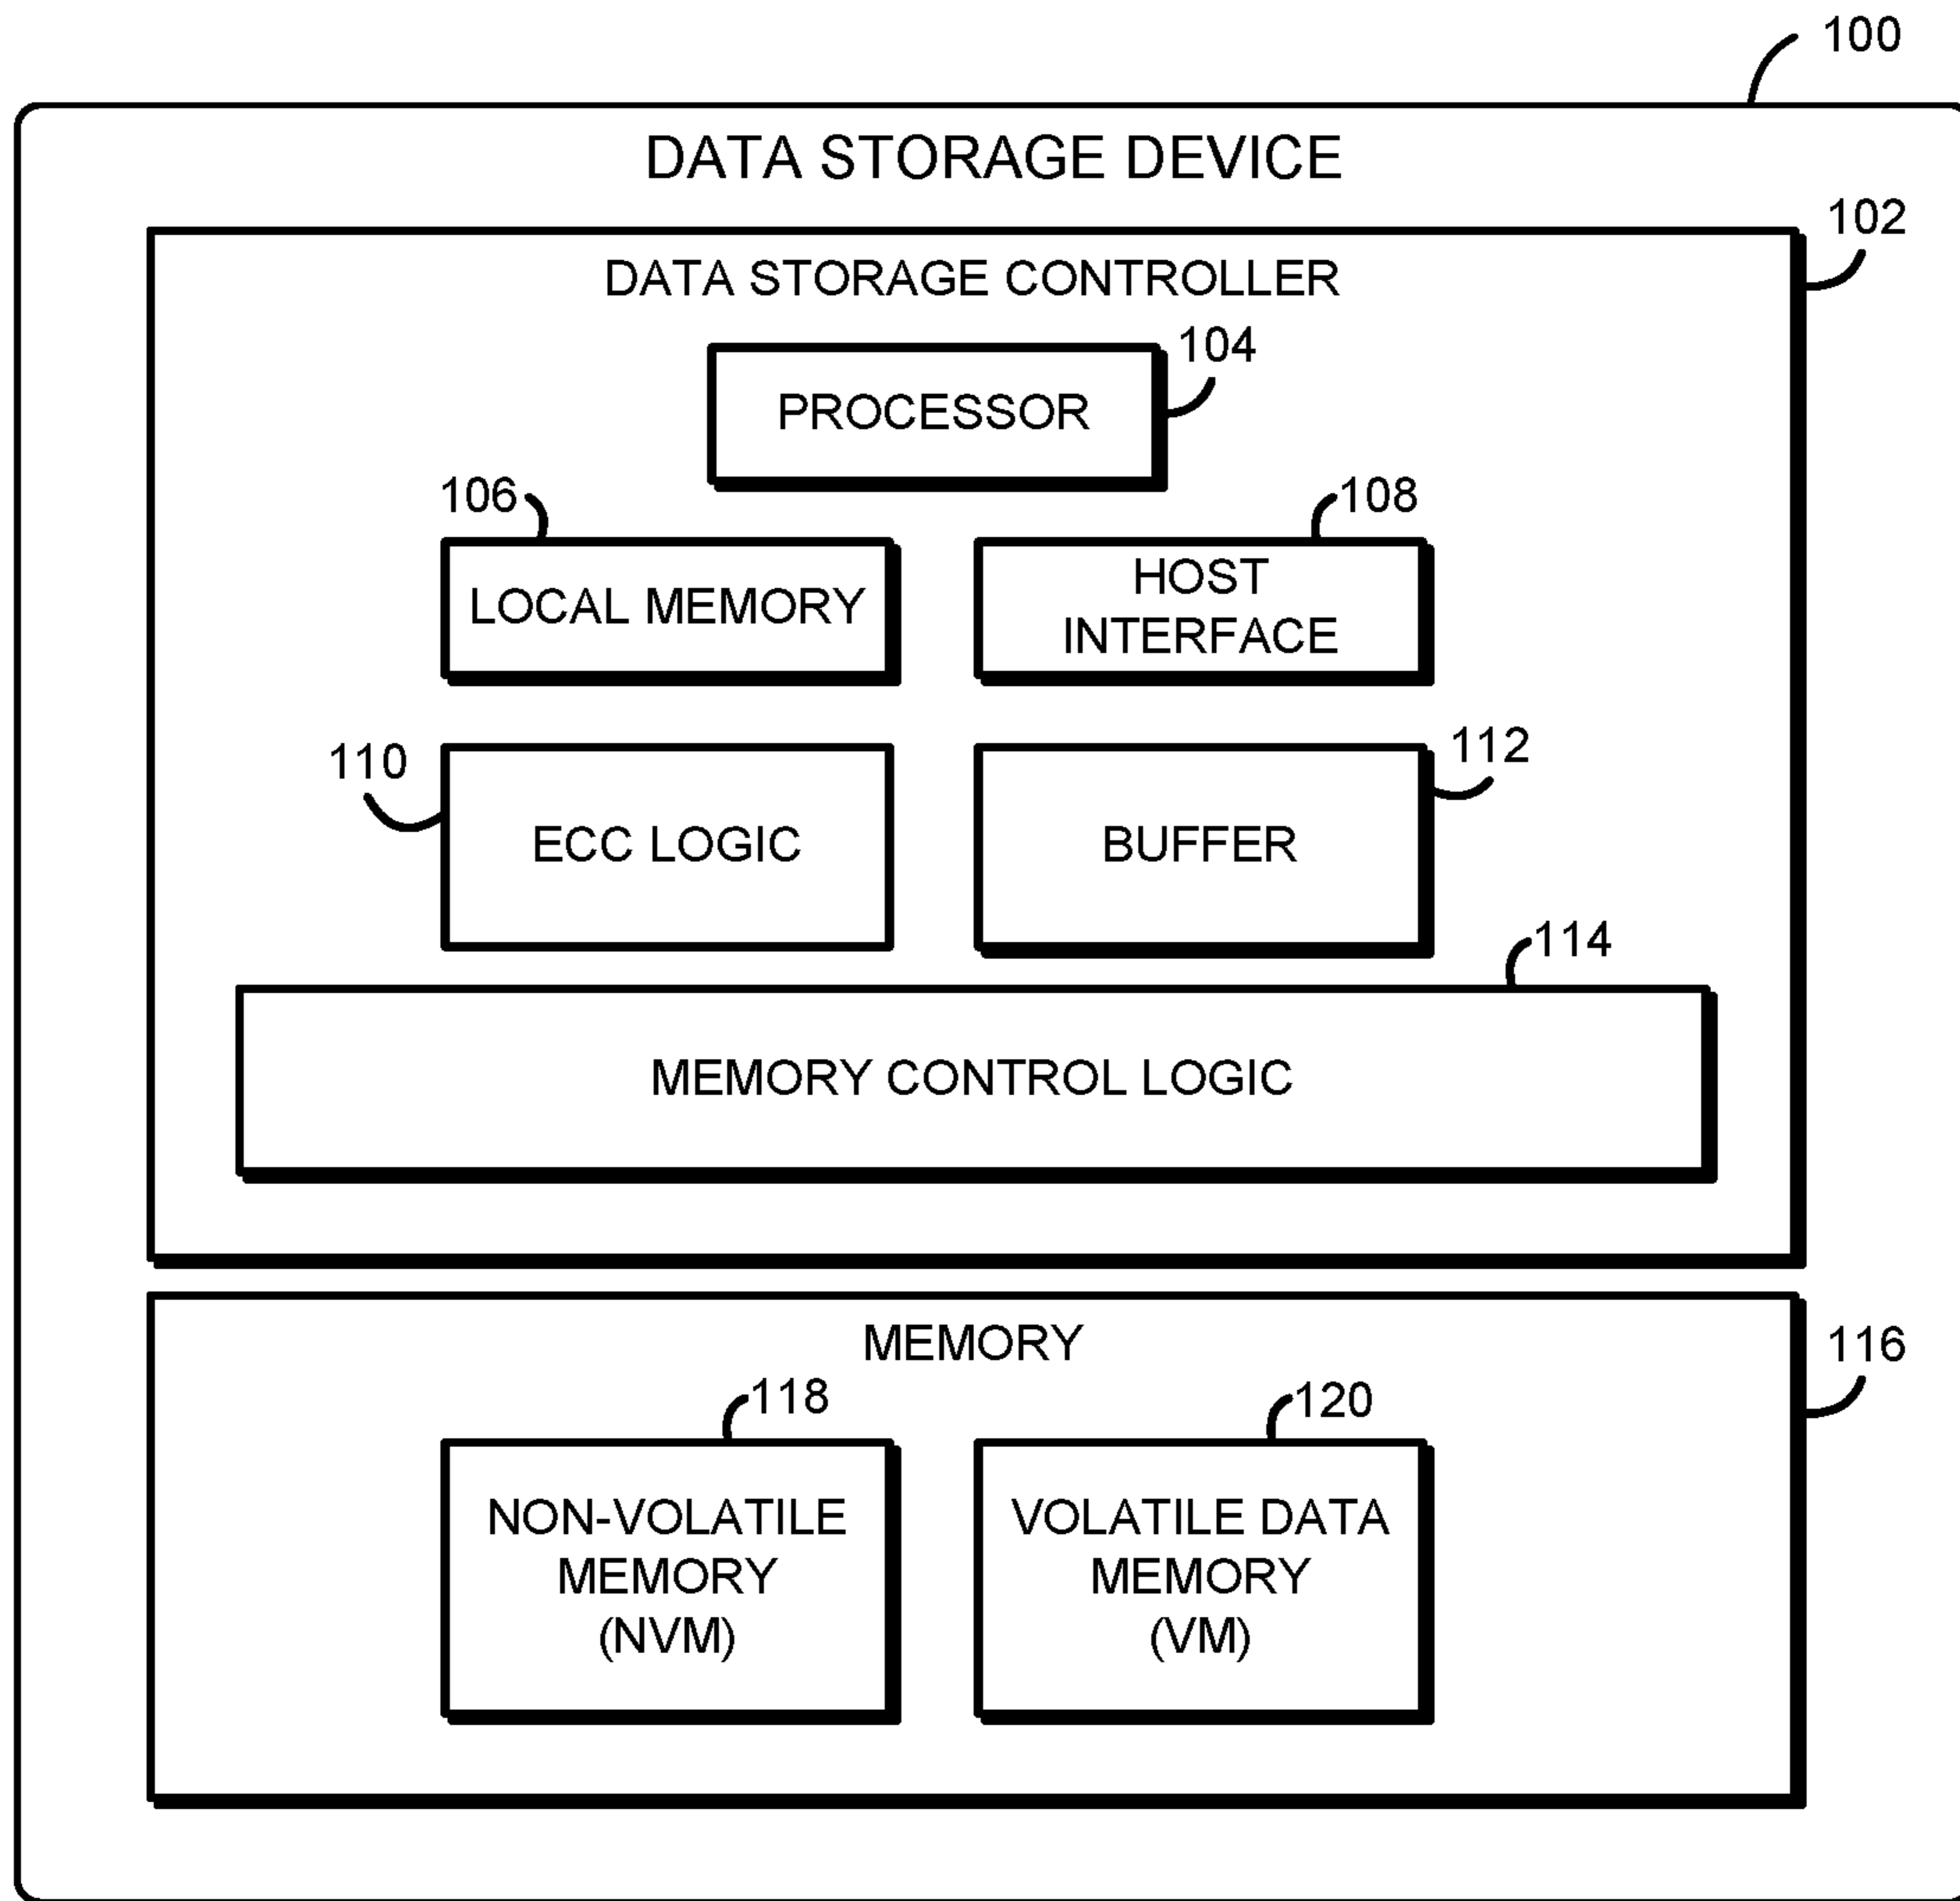 100
DATA STORAGE DEVICE
102
DATA STORAGE CONTROLLER
104
PROCESSOR
106
108
LOCAL MEMORY
HOST
INTERFACE
110
112
ECC LOGIC
BUFFER
114
MEMORY CONTROL LOGIC
MEMORY
116
118
120
NON-VOLATILE
MEMORY
(NVM)
VOLATILE DATA
MEMORY
(VM)